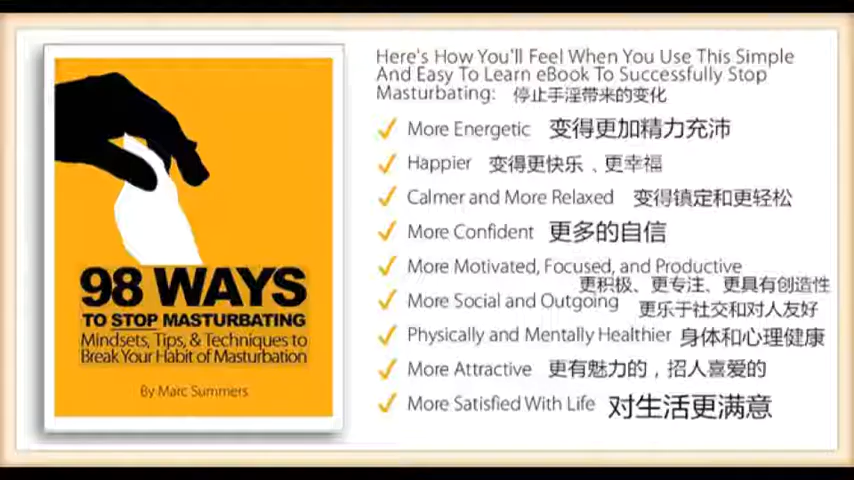 98 WAYS
TO STOP MASTURBATING
Mindsets, Tips, & Techniques to
Break Your Habit of Masturbation
By Marc Summers
Here's How You'll Feel When You Use This Simple
And Easy To Learn eBook To Successfully Stop
Masturbating: 停止手淫带来的变化
More Energetic 变得更加精力充沛
Happier 变得更快乐、更幸福
Calmer and More Relaxed 变得镇定和更轻松
More Confident 更多的自信
More Motivated, Focused, and Productive
更积极、更专注、更具有创造性
More Social and Outgoing 更乐于社交和对人友好
Physically and Mentally Healthier 身体和心理健康
More Attractive 更有魅力的，招人喜爱的
More Satisfied With Life 对生活更满意